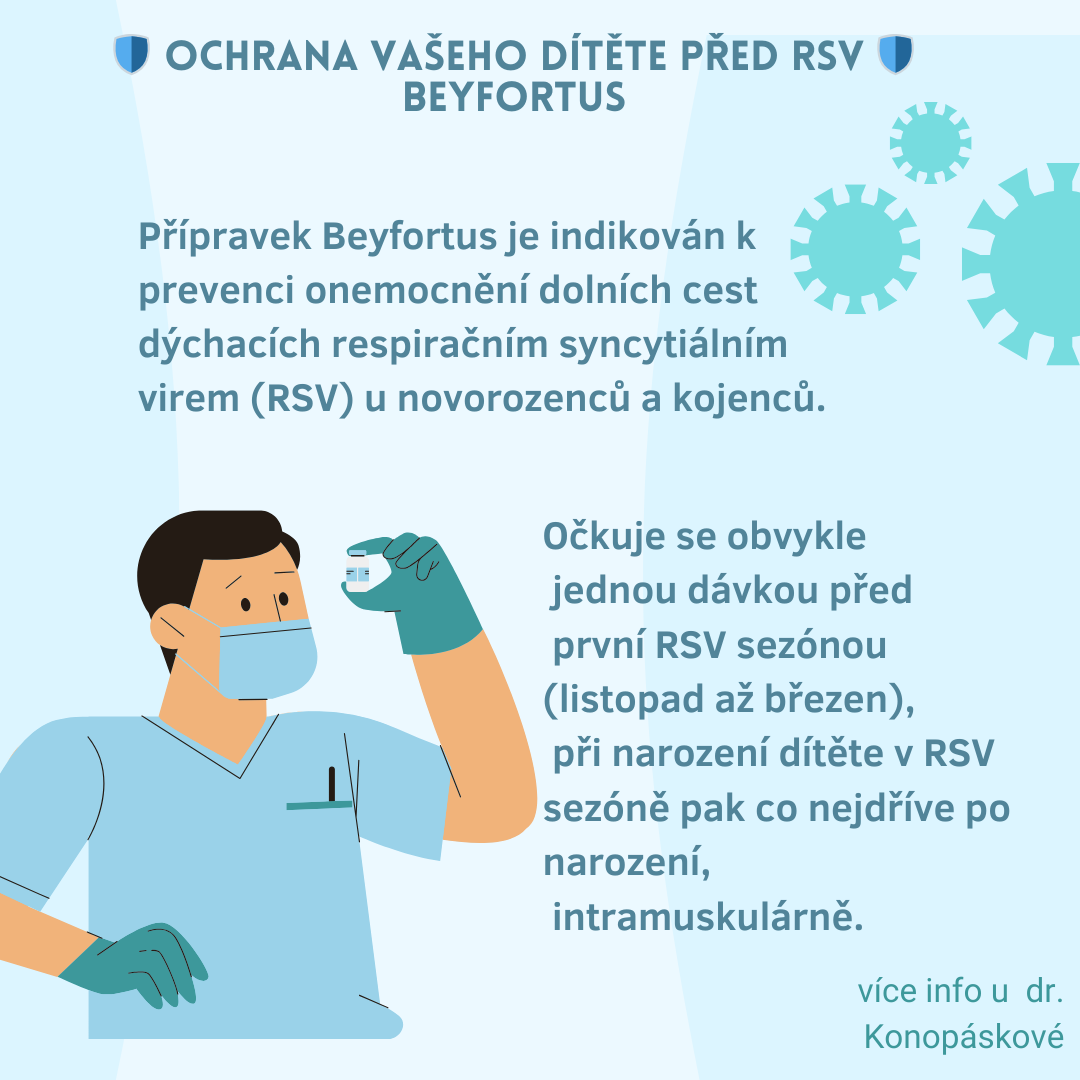 🛡️ OCHRANA VAŠEHO DÍTĚTE PŘED RSV 🛡️
BEYFORTUS
Přípravek Beyfortus je indikován k
prevenci onemocnění dolních cest
dýchacích respiračním syncytiálním
virem (RSV) u novorozenců a kojenců.
Očkuje se obvykle
jednou dávkou před
první RSV sezónou
(listopad až březen),
při narození dítěte v RSV
sezóně pak co nejdříve po
narození,
intramuskulárně.
více info u dr.
Konopáskové